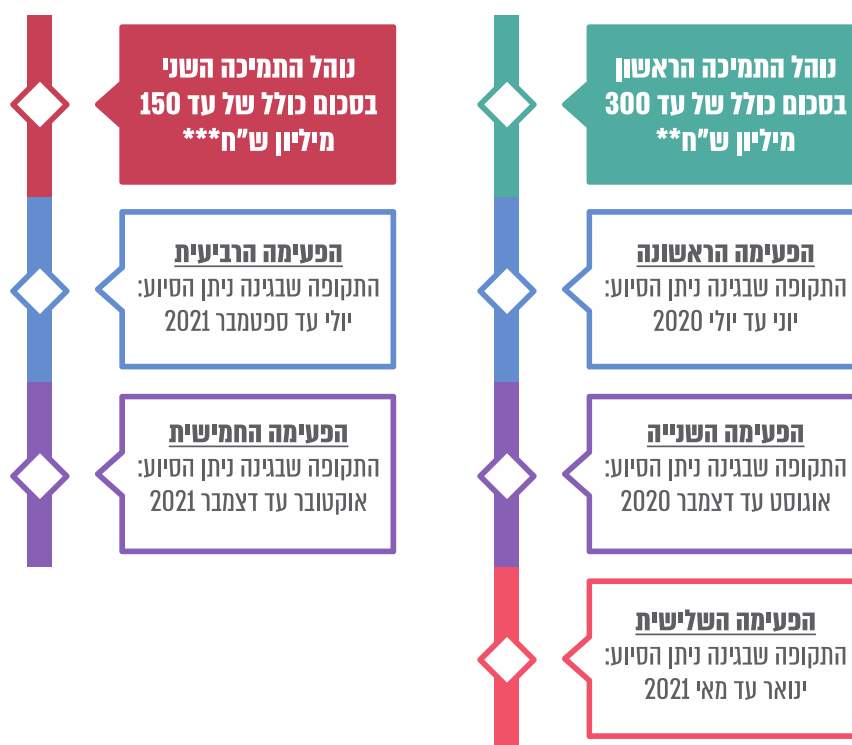 נוהל התמיכה הראשון
בסכום כולל של עד 300
מיליון ש"ח**
הפעימה הראשונה
התקופה שבגינה ניתן הסיוע:
יוני עד יולי 2020
הפעימה השנייה
התקופה שבגינה ניתן הסיוע:
אוגוסט עד דצמבר 2020
הפעימה השלישית
התקופה שבגינה ניתן הסיוע:
ינואר עד מאי 2021
נוהל התמיכה השני
בסכום כולל של עד 150
מיליון ש"ח***
הפעימה הרביעית
התקופה שבגינה ניתן הסיוע:
יולי עד ספטמבר 2021
הפעימה החמישית
התקופה שבגינה ניתן הסיוע:
אוקטובר עד דצמבר 2021